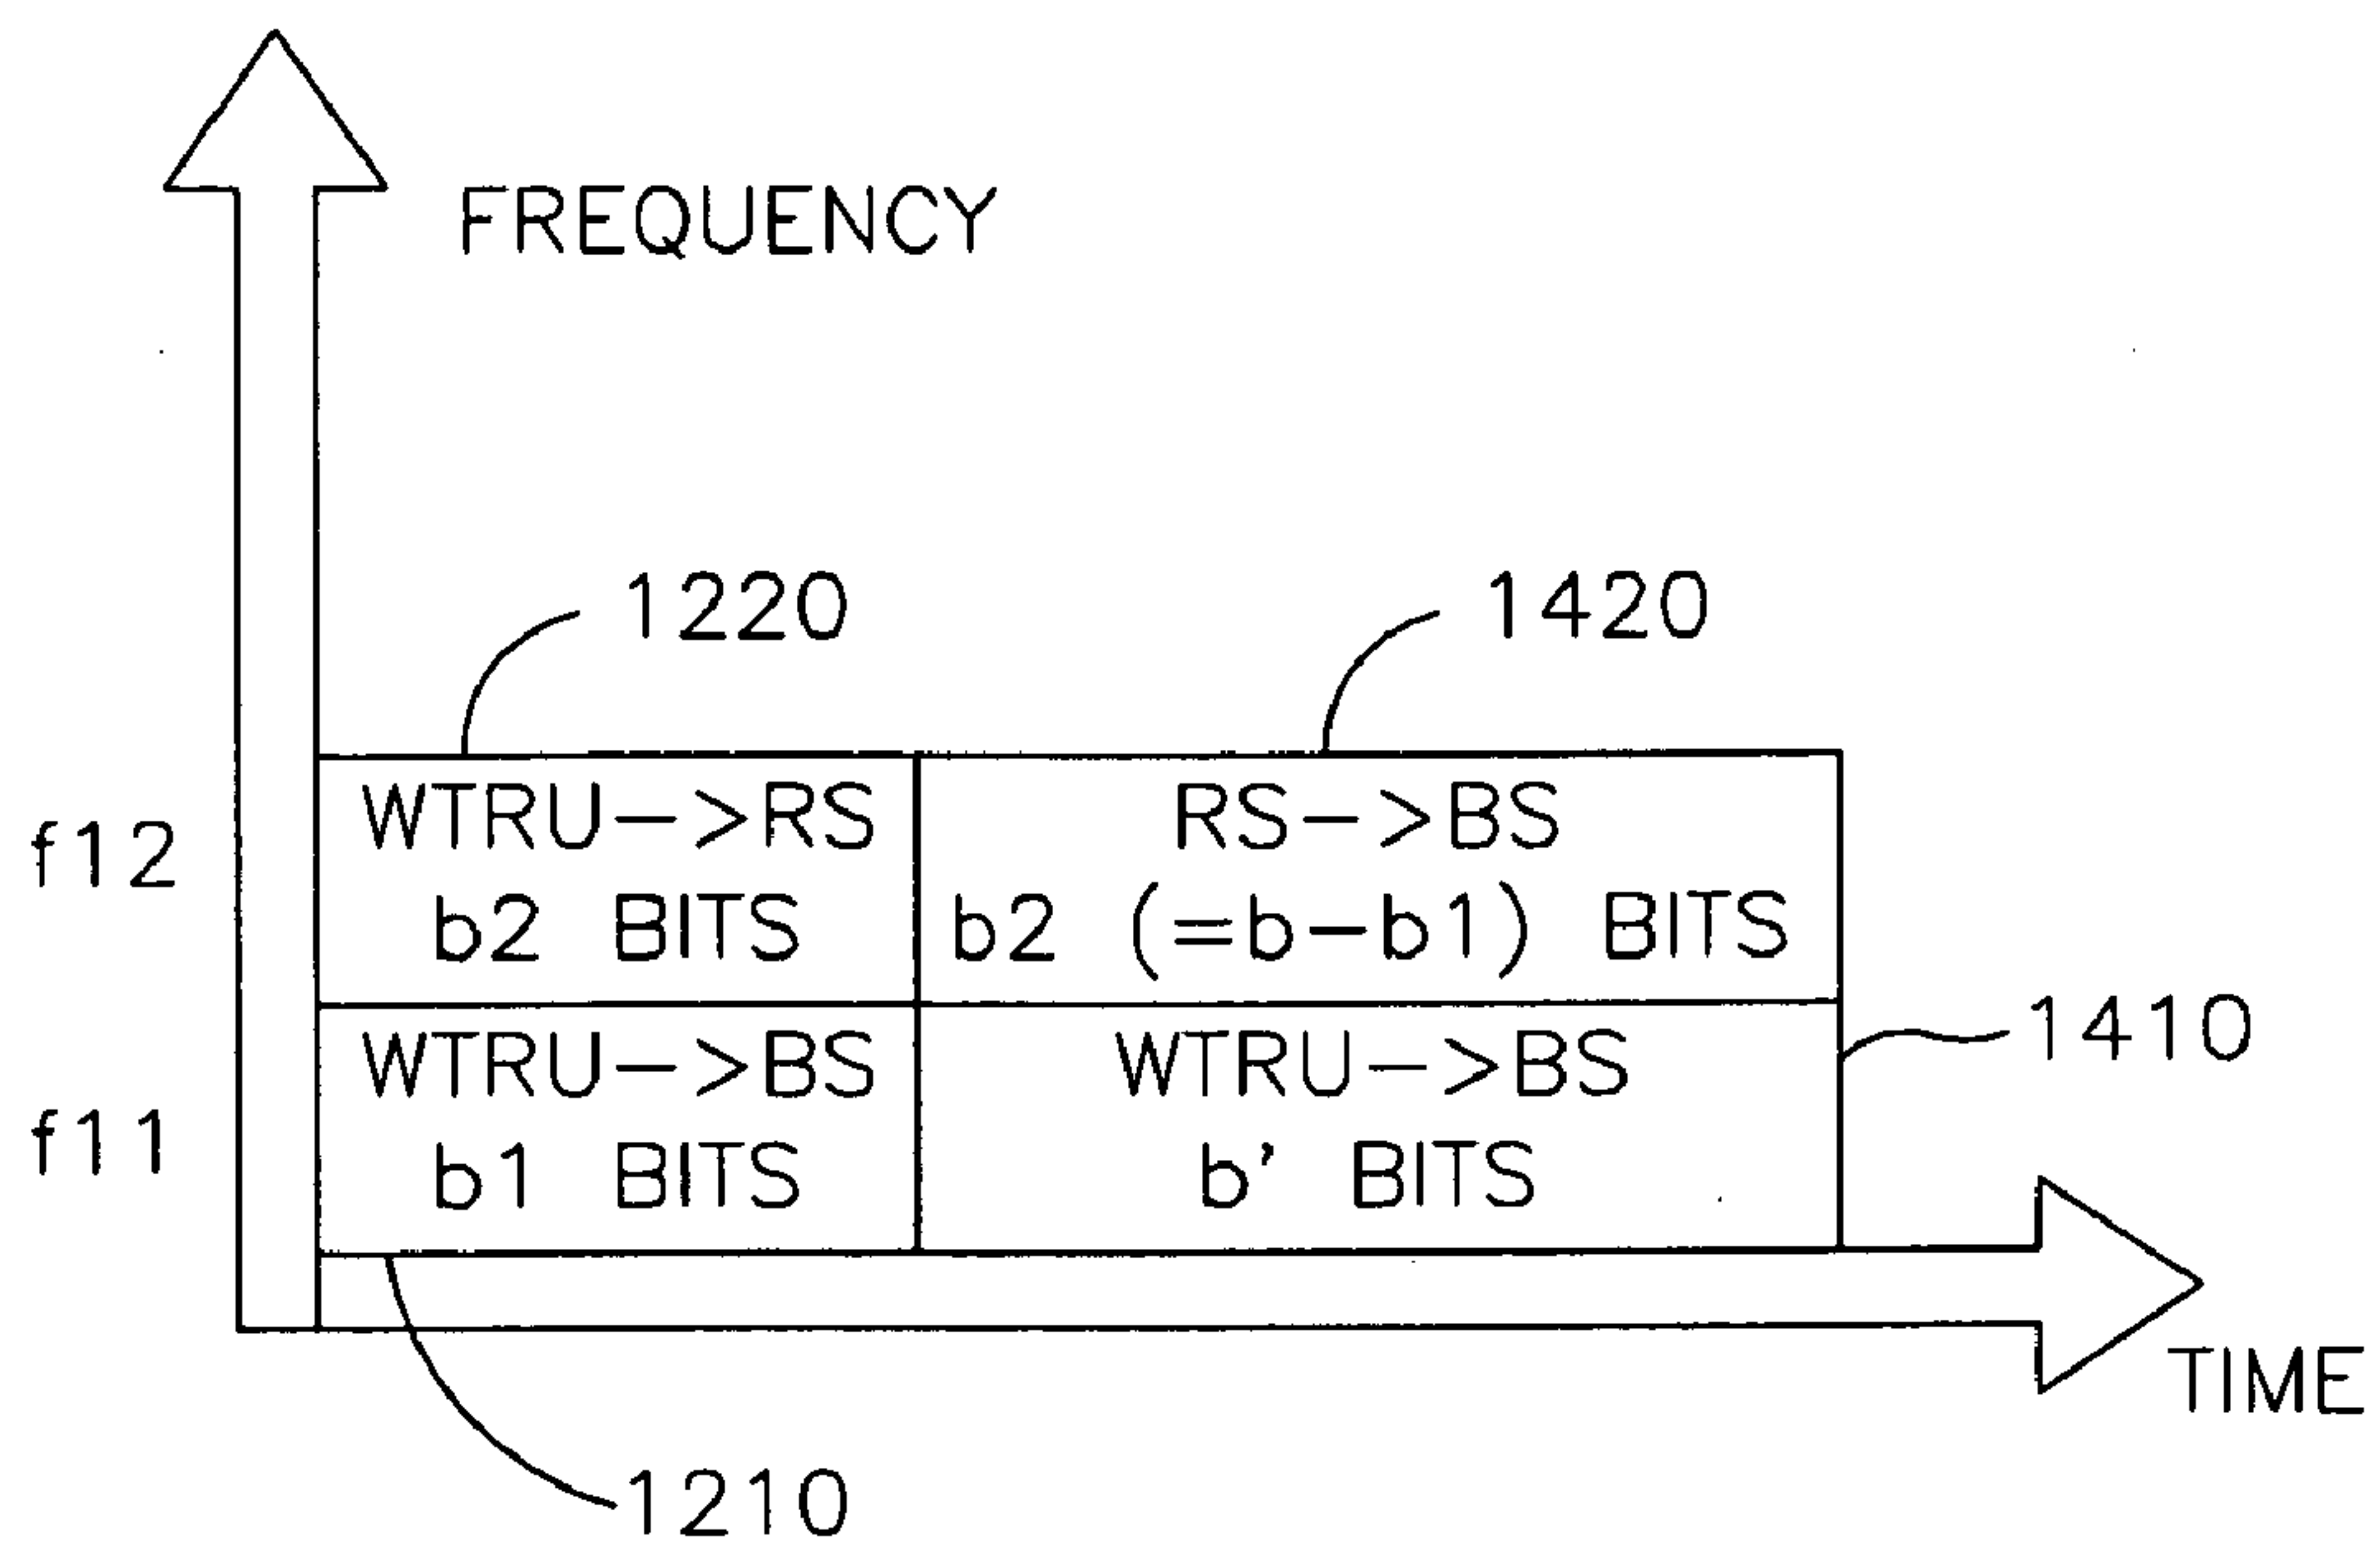 FREQUENCY
1220
1420
f12
WTRU->RS
b2 BITS
RS->BS
b2 (=b-b1) BITS
1410
f11
WTRU->BS
b1 BITS
WTRU->BS
b' BITS
TIME
1210